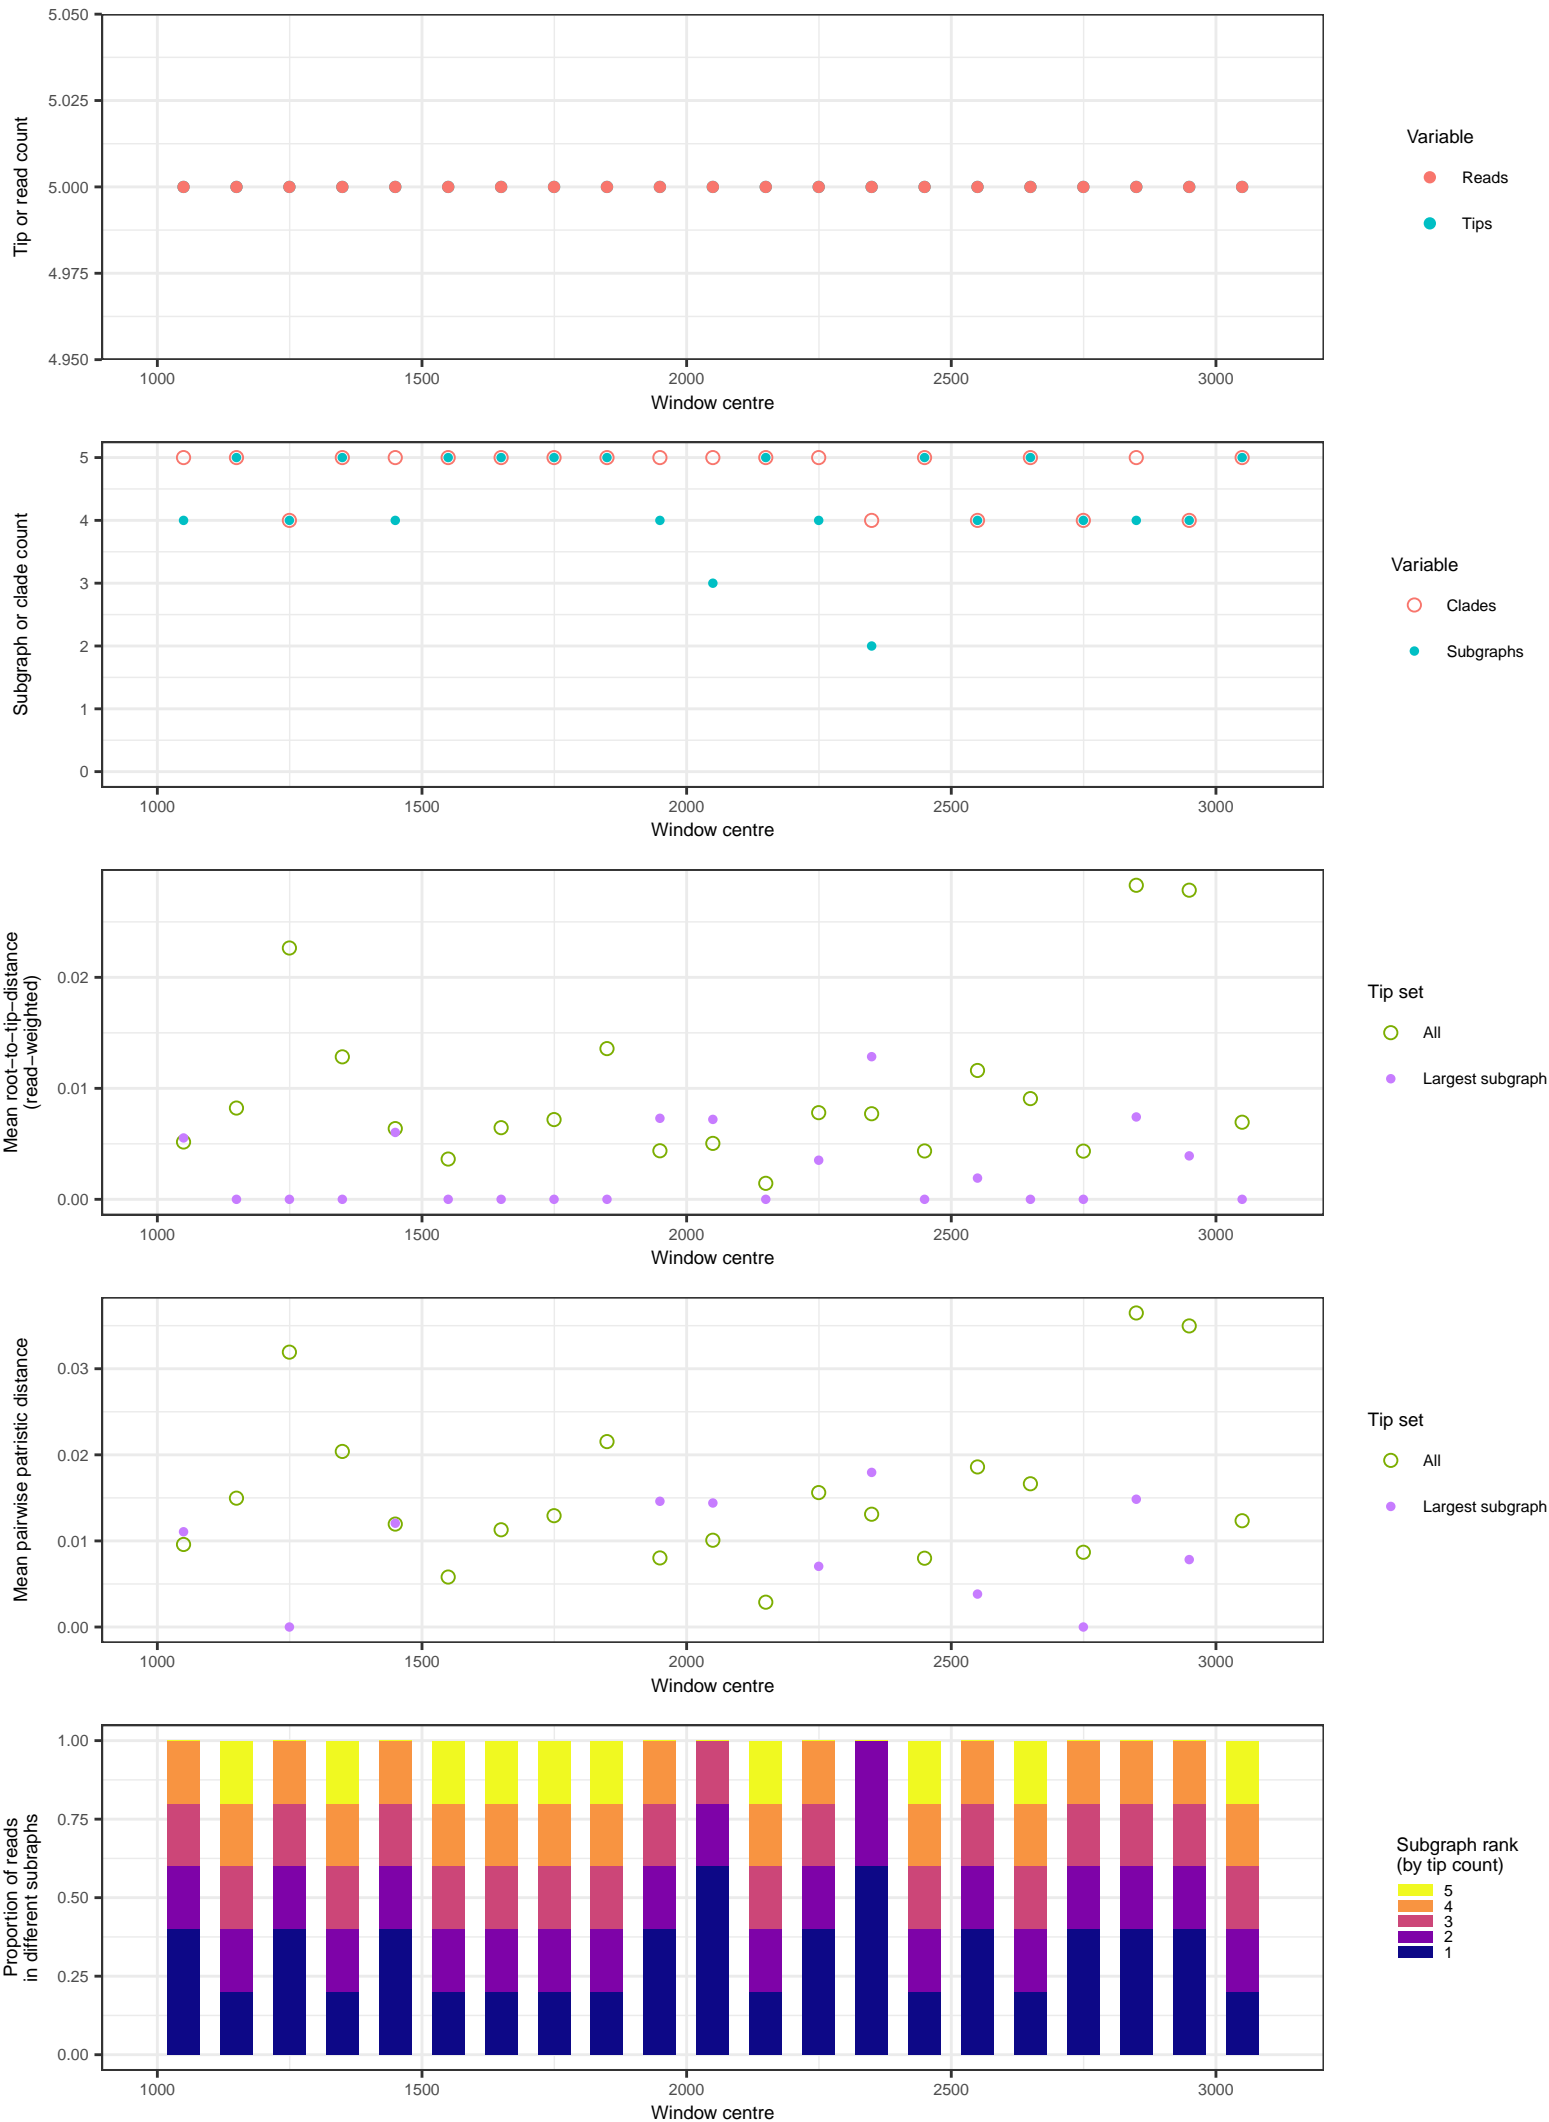 5.050
5.025
5.000
4.975
4.950
Tip or read count
1000 1500 2000 2500 3000
Window centre
Variable
Reads
Tips
5
4
3
2
1
0
Subgraph or clade count
1000 1500 2000 2500 3000
Window centre
Variable
Clades
Subgraphs
0.02
0.01
0.00
Mean root−to−tip−distance
(read−weighted)
1000 1500 2000 2500 3000
Window centre
Tip set
All
Largest subgraph
0.03
0.02
0.01
0.00
Mean pairwise patristic distance
1000 1500 2000 2500 3000
Window centre
Tip set
All
Largest subgraph
1.00
0.75
0.50
0.25
0.00
Proportion of reads
in different subraphs
1000 1500 2000 2500 3000
Window centre
Subgraph rank
(by tip count)
5
4
3
2
1